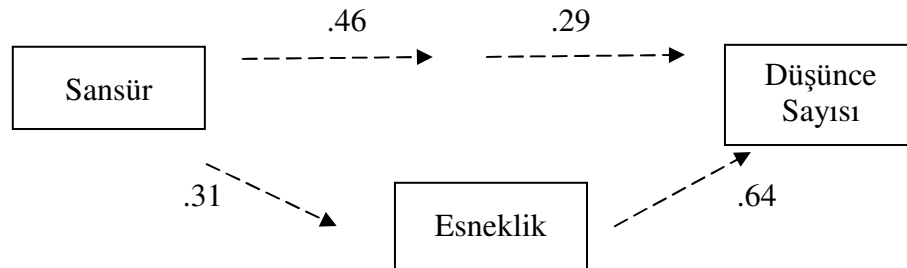 .46
.29
Sansür
Düşünce
Sayısı
.31
.64
Esneklik